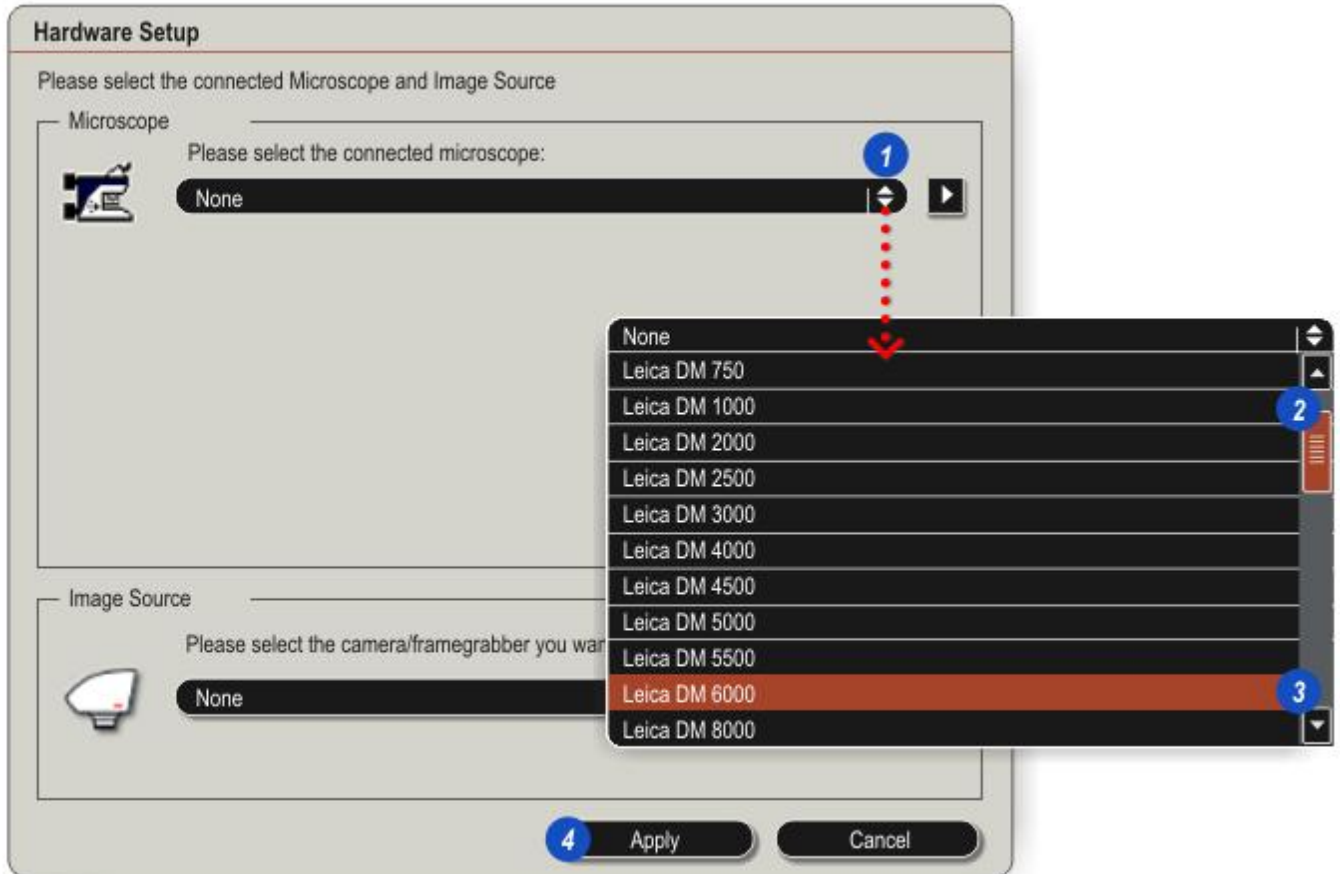 Hardware Setup
Please select the connected Microscope and Image Source
Microscope
Please select the connected microscope:
1
None
None
Leica DM 750
Leica DM 1000
2
Leica DM 2000
Leica DM 2500
Leica DM 3000
Leica DM 4000
Leica DM 4500
Leica DM 5000
Leica DM 5500
Leica DM 6000
3
Leica DM 8000
Image Source
Please select the camera/framegrabber you
None
4
Apply
Cancel